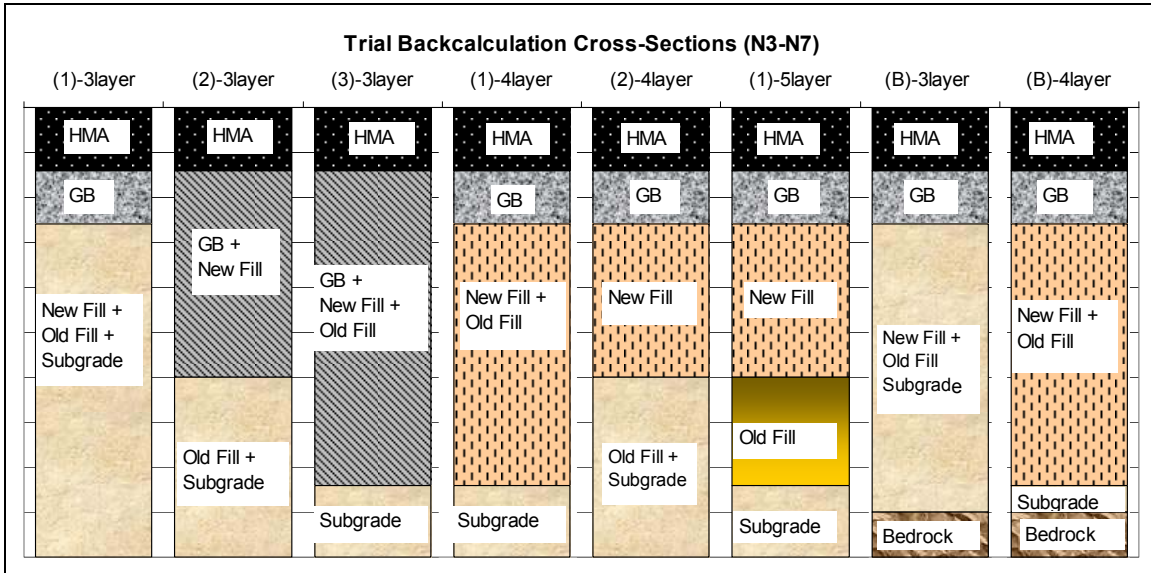 Trial Backcalculation Cross-Sections (N3-N7)
(1)-3layer
(2)-3layer
(3)-3layer
(1)-4layer
(2)-4layer
(1)-5layer
(B)-3layer
(B)-4layer
HMA
GB
New Fill +
Old Fill +
Subgrade
HMA
GB +
New Fill
Old Fill +
Subgrade
HMA
GB +
New Fill +
Old Fill
Subgrade
HMA
GB
New Fill +
Old Fill
Subgrade
HMA
GB
New Fill
Old Fill +
Subgrade
HMA
GB
New Fill
Old Fill
Subgrade
HMA
GB
New Fill +
Old Fill
Subgrade
Bedrock
HMA
GB
New Fill +
Old Fill
Subgrade
Bedrock